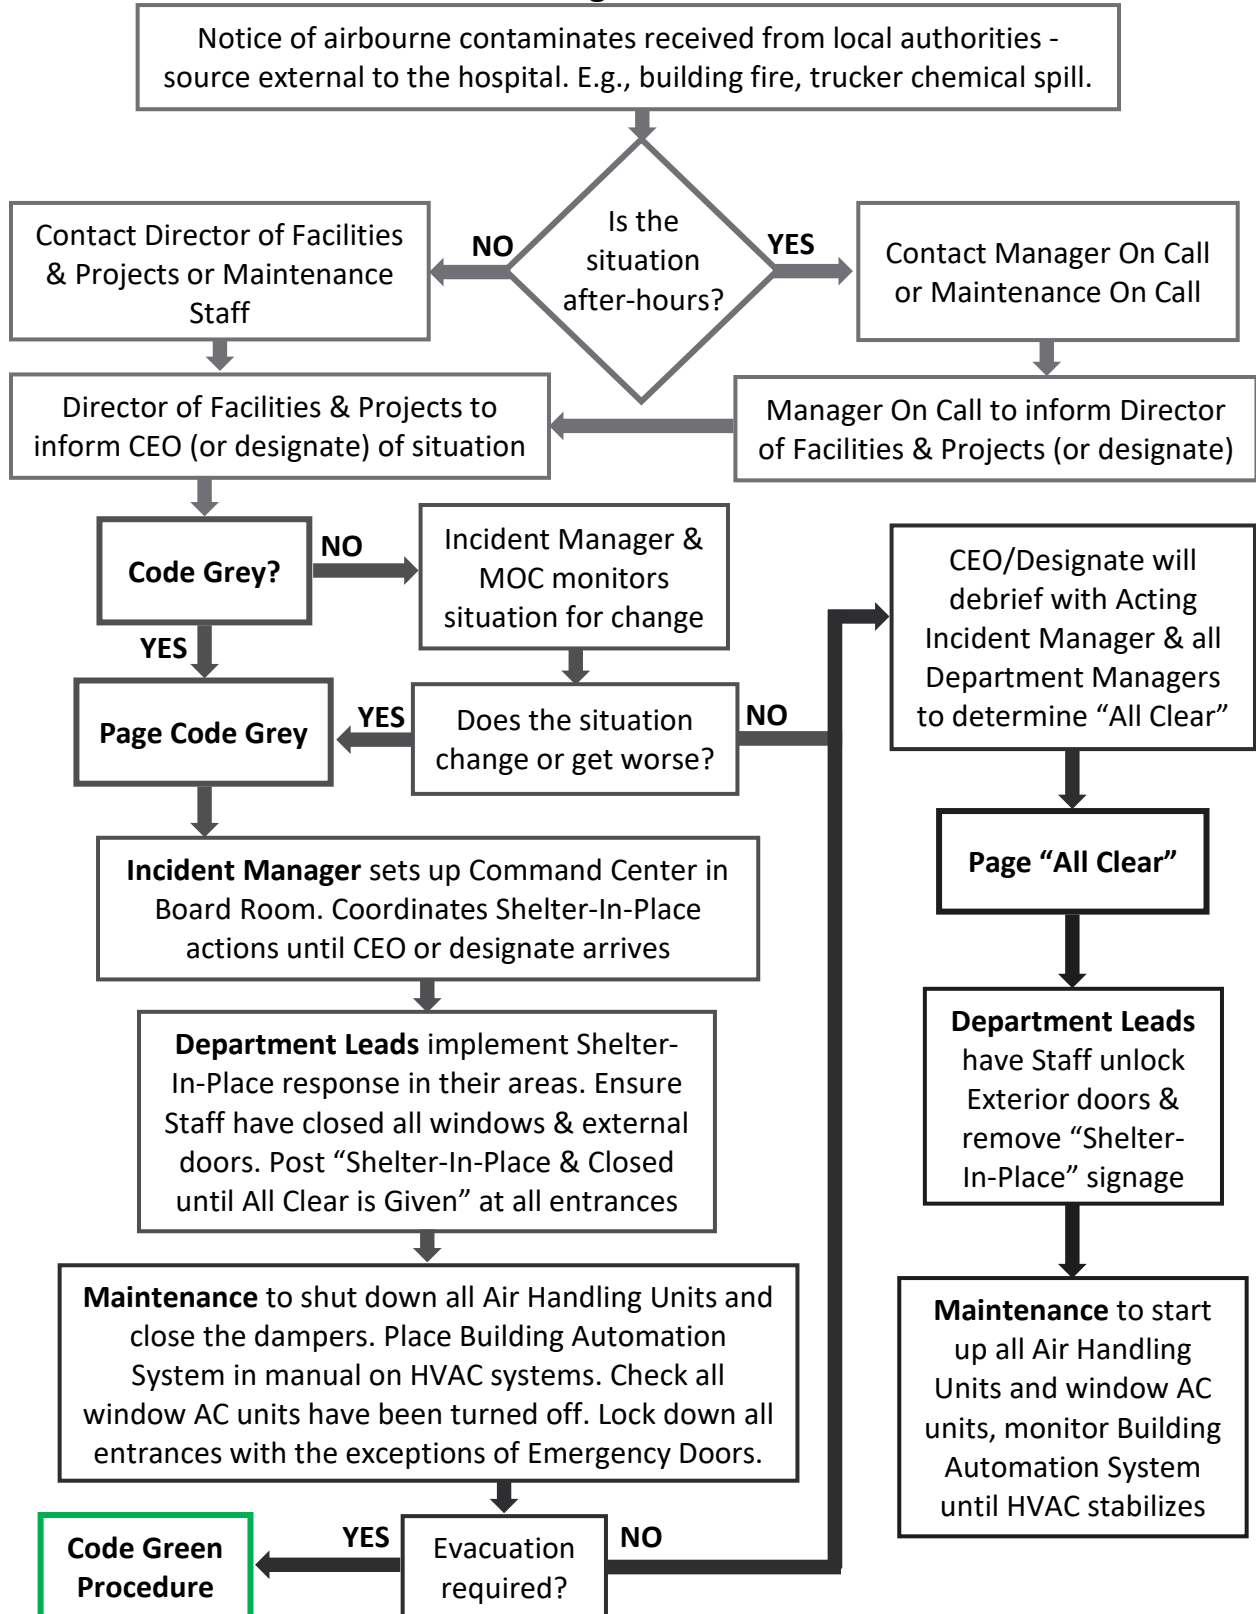 Notice of airbourne contaminates received from local authorities -
source external to the hospital. E.g., building fire, trucker chemical spill.
Is the
situation
after-hours?
NO
YES
Contact Director of Facilities
& Projects or Maintenance
Staff
Contact Manager On Call
or Maintenance On Call
Director of Facilities & Projects to
inform CEO (or designate) of situation
Manager On Call to inform Director
of Facilities & Projects (or designate)
Code Grey?
NO
YES
Incident Manager &
MOC monitors
situation for change
Page Code Grey
YES
Does the situation
change or get worse?
NO
Incident Manager sets up Command Center in
Board Room. Coordinates Shelter-In-Place
actions until CEO or designate arrives
Department Leads implement Shelter-
In-Place response in their areas. Ensure
Staff have closed all windows & external
doors. Post “Shelter-In-Place & Closed
until All Clear is Given” at all entrances
Maintenance to shut down all Air Handling Units and
close the dampers. Place Building Automation
System in manual on HVAC systems. Check all
window AC units have been turned off. Lock down all
entrances with the exceptions of Emergency Doors.
Evacuation
required?
YES
NO
Code Green
Procedure
CEO/Designate will
debrief with Acting
Incident Manager & all
Department Managers
to determine “All Clear”
Page “All Clear”
Department Leads
have Staff unlock
Exterior doors &
remove “Shelter-
In-Place” signage
Maintenance to start
up all Air Handling
Units and window AC
units, monitor Building
Automation System
until HVAC stabilizes